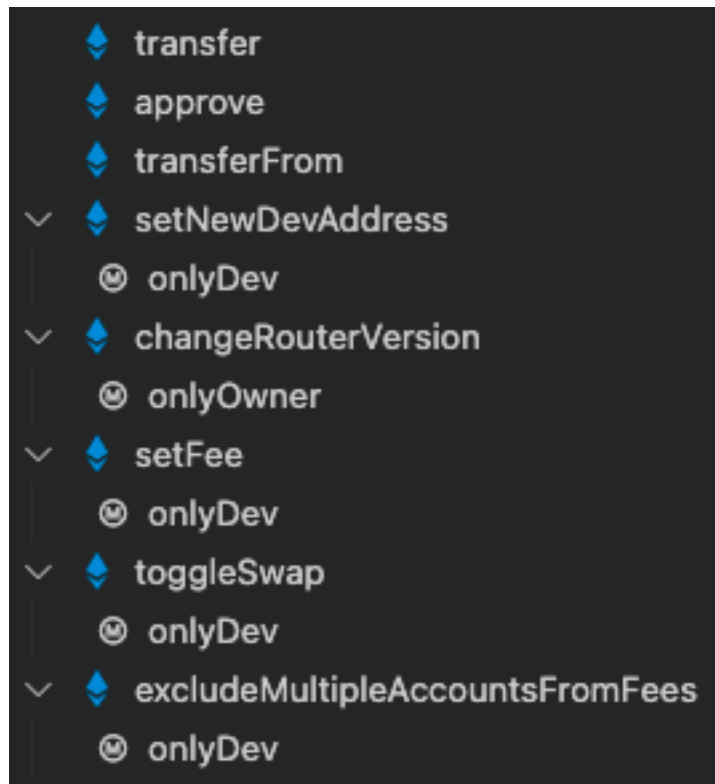 transfer
approve
transferFrom
setNewDevAddress
onlyDev
changeRouterVersion
onlyOwner
setFee
onlyDev
toggleSwap
onlyDev
excludeMultipleAccountsFromFees
onlyDev